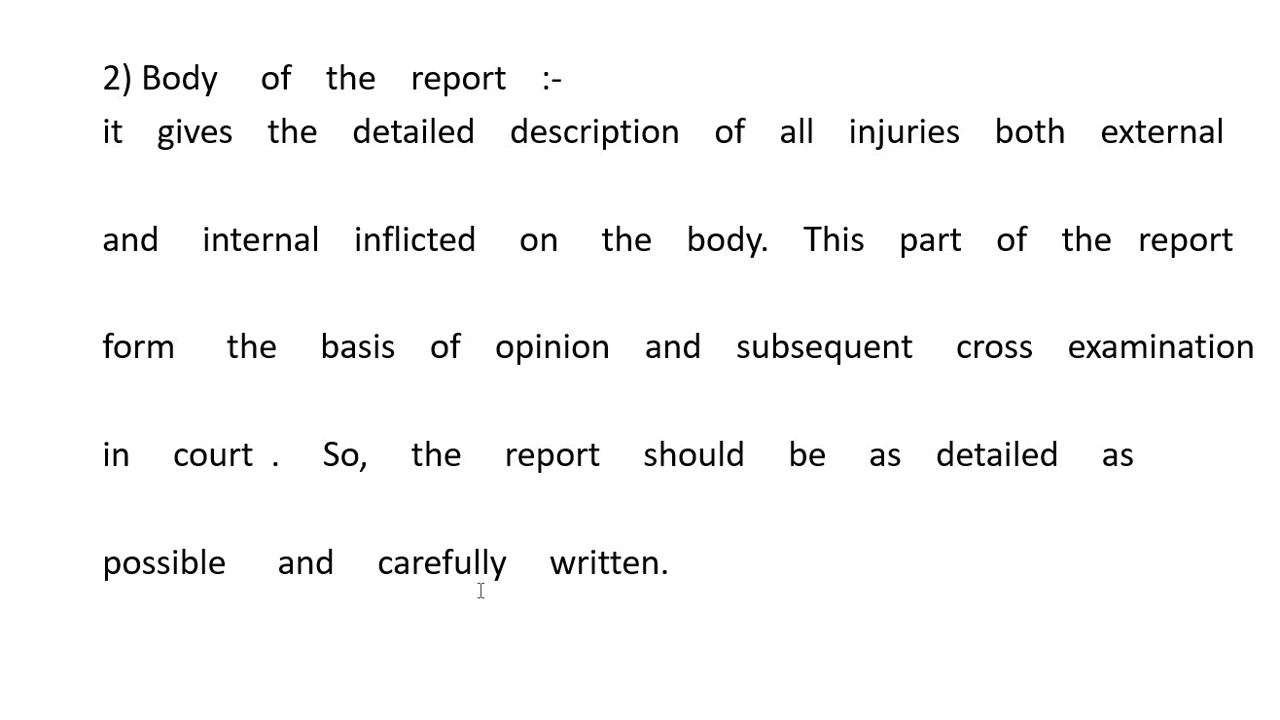 2) Body of the report :-
it gives the detailed description of all injuries both external
and internal inflicted on the body. This part of the report
form the basis of opinion and subsequent cross examination
in court . So, the report should be as detailed as
possible and carefully written.